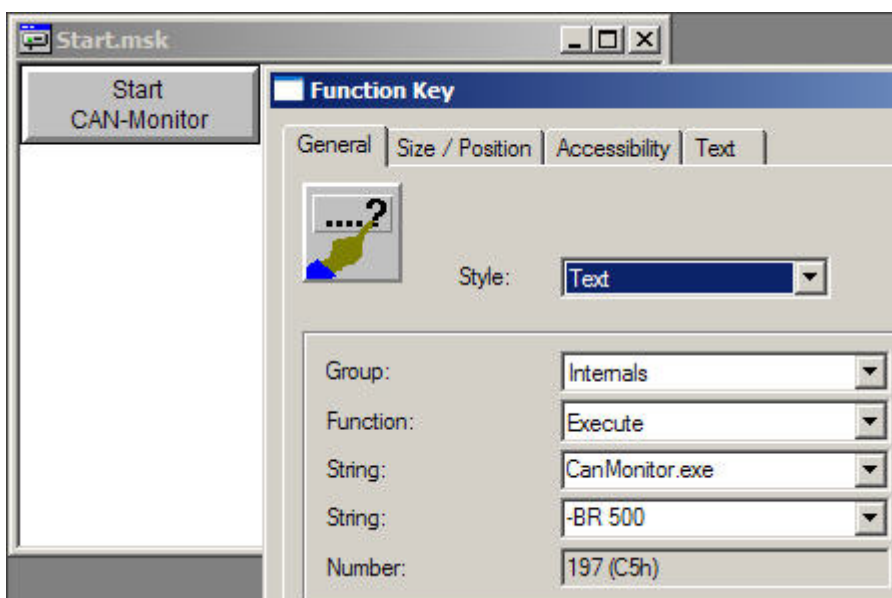 Start.msk
Start
CAN-Monitor
Function Key
General Size / Position Accessibility Text
....?
Style: Text
Group: Internals
Function: Execute
String: CanMonitor.exe
String: -BR 500
Number: 197 (C5h)